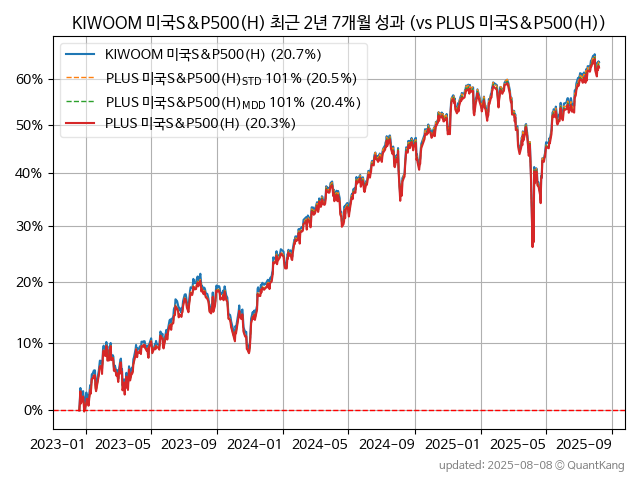 KIWOOM 미국S&P500(H) 최근 2년 7개월 성과 (vs PLUS 미국S&P500(H))
KIWOOM 미국S&P500(H) (20.7%)
PLUS 미국S&P500(H)STD 101% (20.5%)
PLUS 미국S&P500(H)MDD 101% (20.4%)
PLUS 미국S&P500(H) (20.3%)
60%
50%
40%
30%
20%
10%
0%
2023-01 2023-05 2023-09 2024-01 2024-05 2024-09 2025-01 2025-05 2025-09
updated: 2025-08-08 © QuantKang